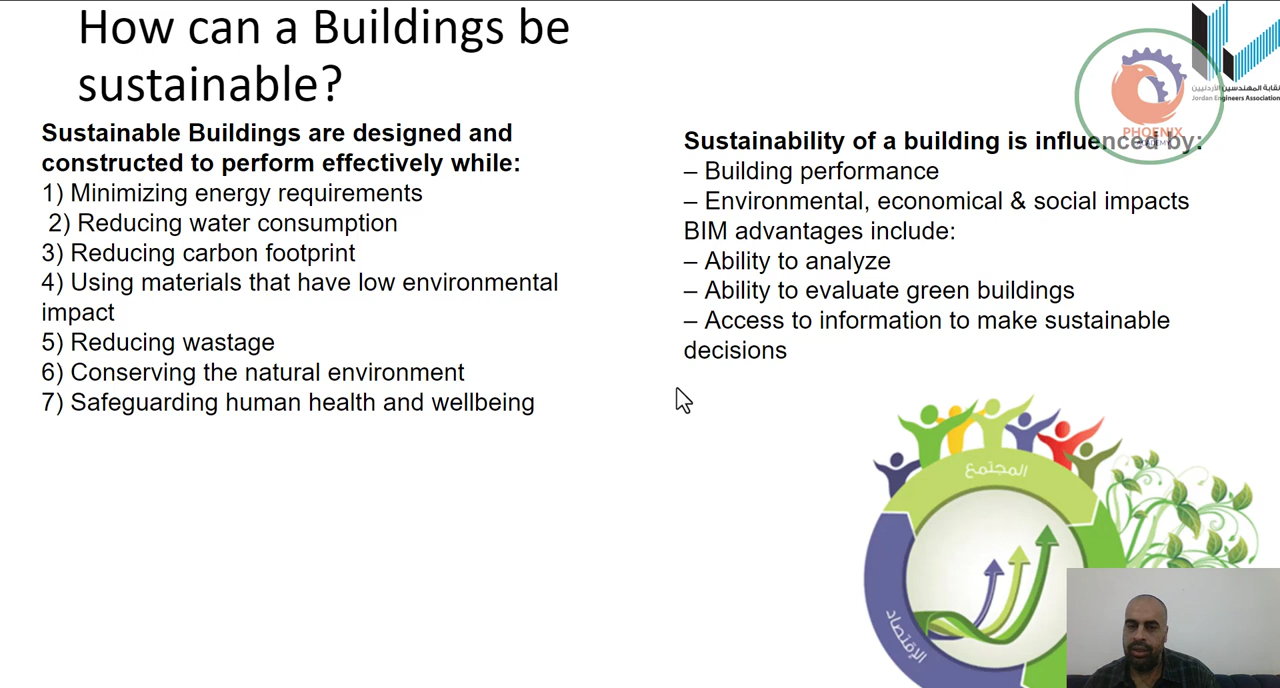 How can a Buildings be
sustainable?
Sustainable Buildings are designed and
constructed to perform effectively while:
1) Minimizing energy requirements
2) Reducing water consumption
3) Reducing carbon footprint
4) Using materials that have low environmental
impact
5) Reducing wastage
6) Conserving the natural environment
7) Safeguarding human health and wellbeing
Sustainability of a building is influenced by:
– Building performance
– Environmental, economical & social impacts
BIM advantages include:
– Ability to analyze
– Ability to evaluate green buildings
– Access to information to make sustainable
decisions
نقابة المهندسين الأردنيين
Jordan Engineers Association
PHOENIX
ACADEMY
المجتمع
الإقتصاد